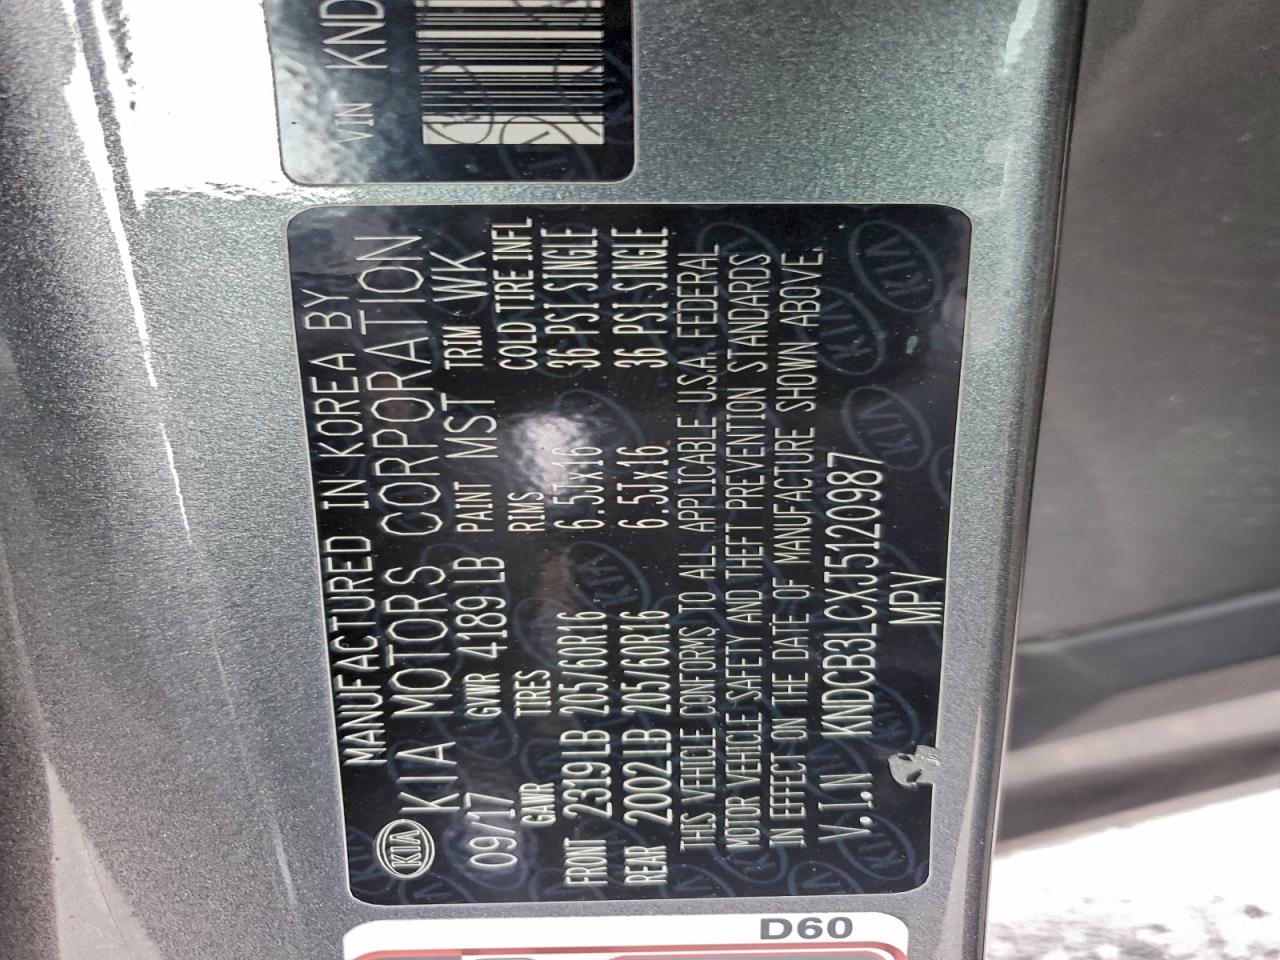 VIN KND
MANUFACTURED IN KOREA BY
KIA KIA MOTORS CORPORATION
09/17 GVWR 4189LB PAINT MST TRIM WK
GAWR TIRES RIMS COLD TIRE INFL
FRONT 2319LB 205/60R16 6.5Jx16 36 PSI SINGLE
REAR 2002LB 205/60R16 6.5Jx16 36 PSI SINGLE
THIS VEHICLE CONFORMS TO ALL APPLICABLE U.S.A. FEDERAL
MOTOR VEHICLE SAFETY AND THEFT PREVENTION STANDARDS
IN EFFECT ON THE DATE OF MANUFACTURE SHOWN ABOVE.
V.I.N KNDCB3LCXJ5120987
MPV
D60